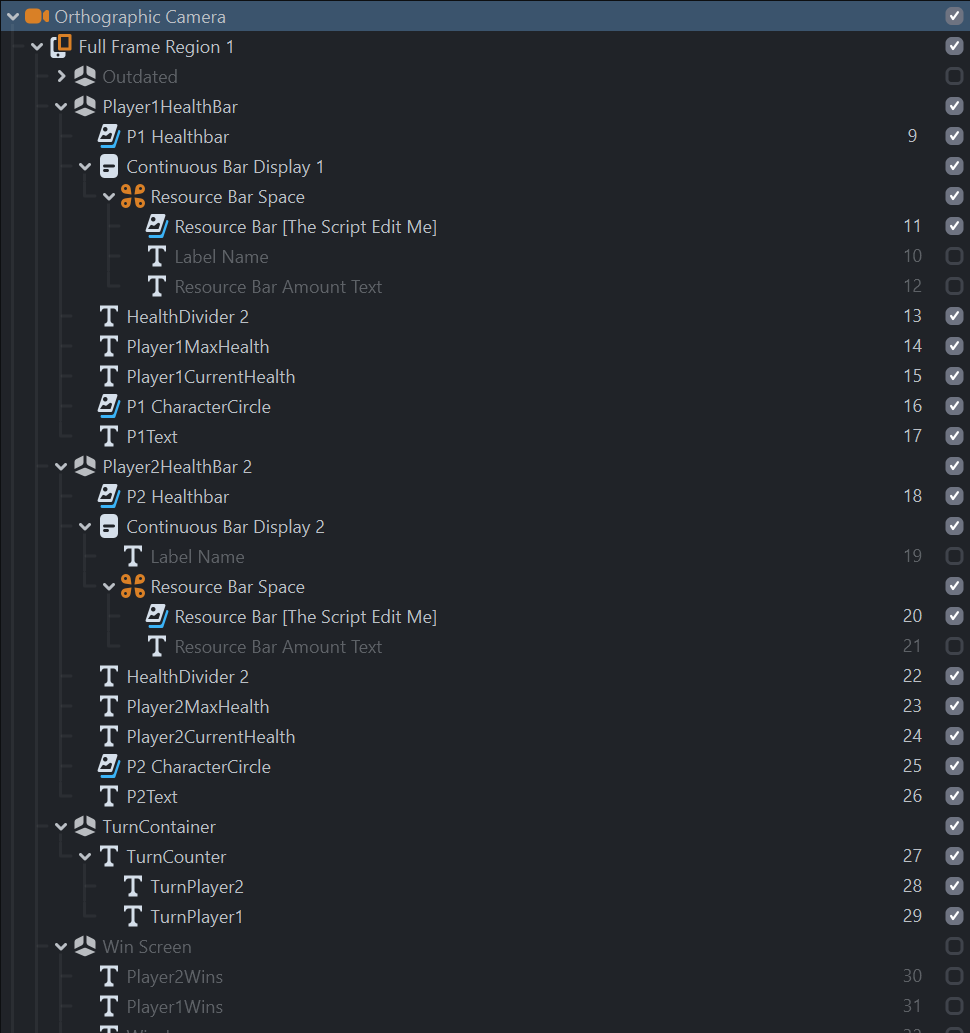 Orthographic Camera
Full Frame Region 1
Outdated
Player1HealthBar
P1 Healthbar 9
Continuous Bar Display 1
Resource Bar Space
Resource Bar [The Script Edit Me] 11
Label Name 10
Resource Bar Amount Text 12
HealthDivider 2 13
Player1MaxHealth 14
Player1CurrentHealth 15
P1 CharacterCircle 16
P1Text 17
Player2HealthBar 2
P2 Healthbar 18
Continuous Bar Display 2
Label Name 19
Resource Bar Space
Resource Bar [The Script Edit Me] 20
Resource Bar Amount Text 21
HealthDivider 2 22
Player2MaxHealth 23
Player2CurrentHealth 24
P2 CharacterCircle 25
P2Text 26
TurnContainer
TurnCounter 27
TurnPlayer2 28
TurnPlayer1 29
Win Screen
Player2Wins 30
Player1Wins 31